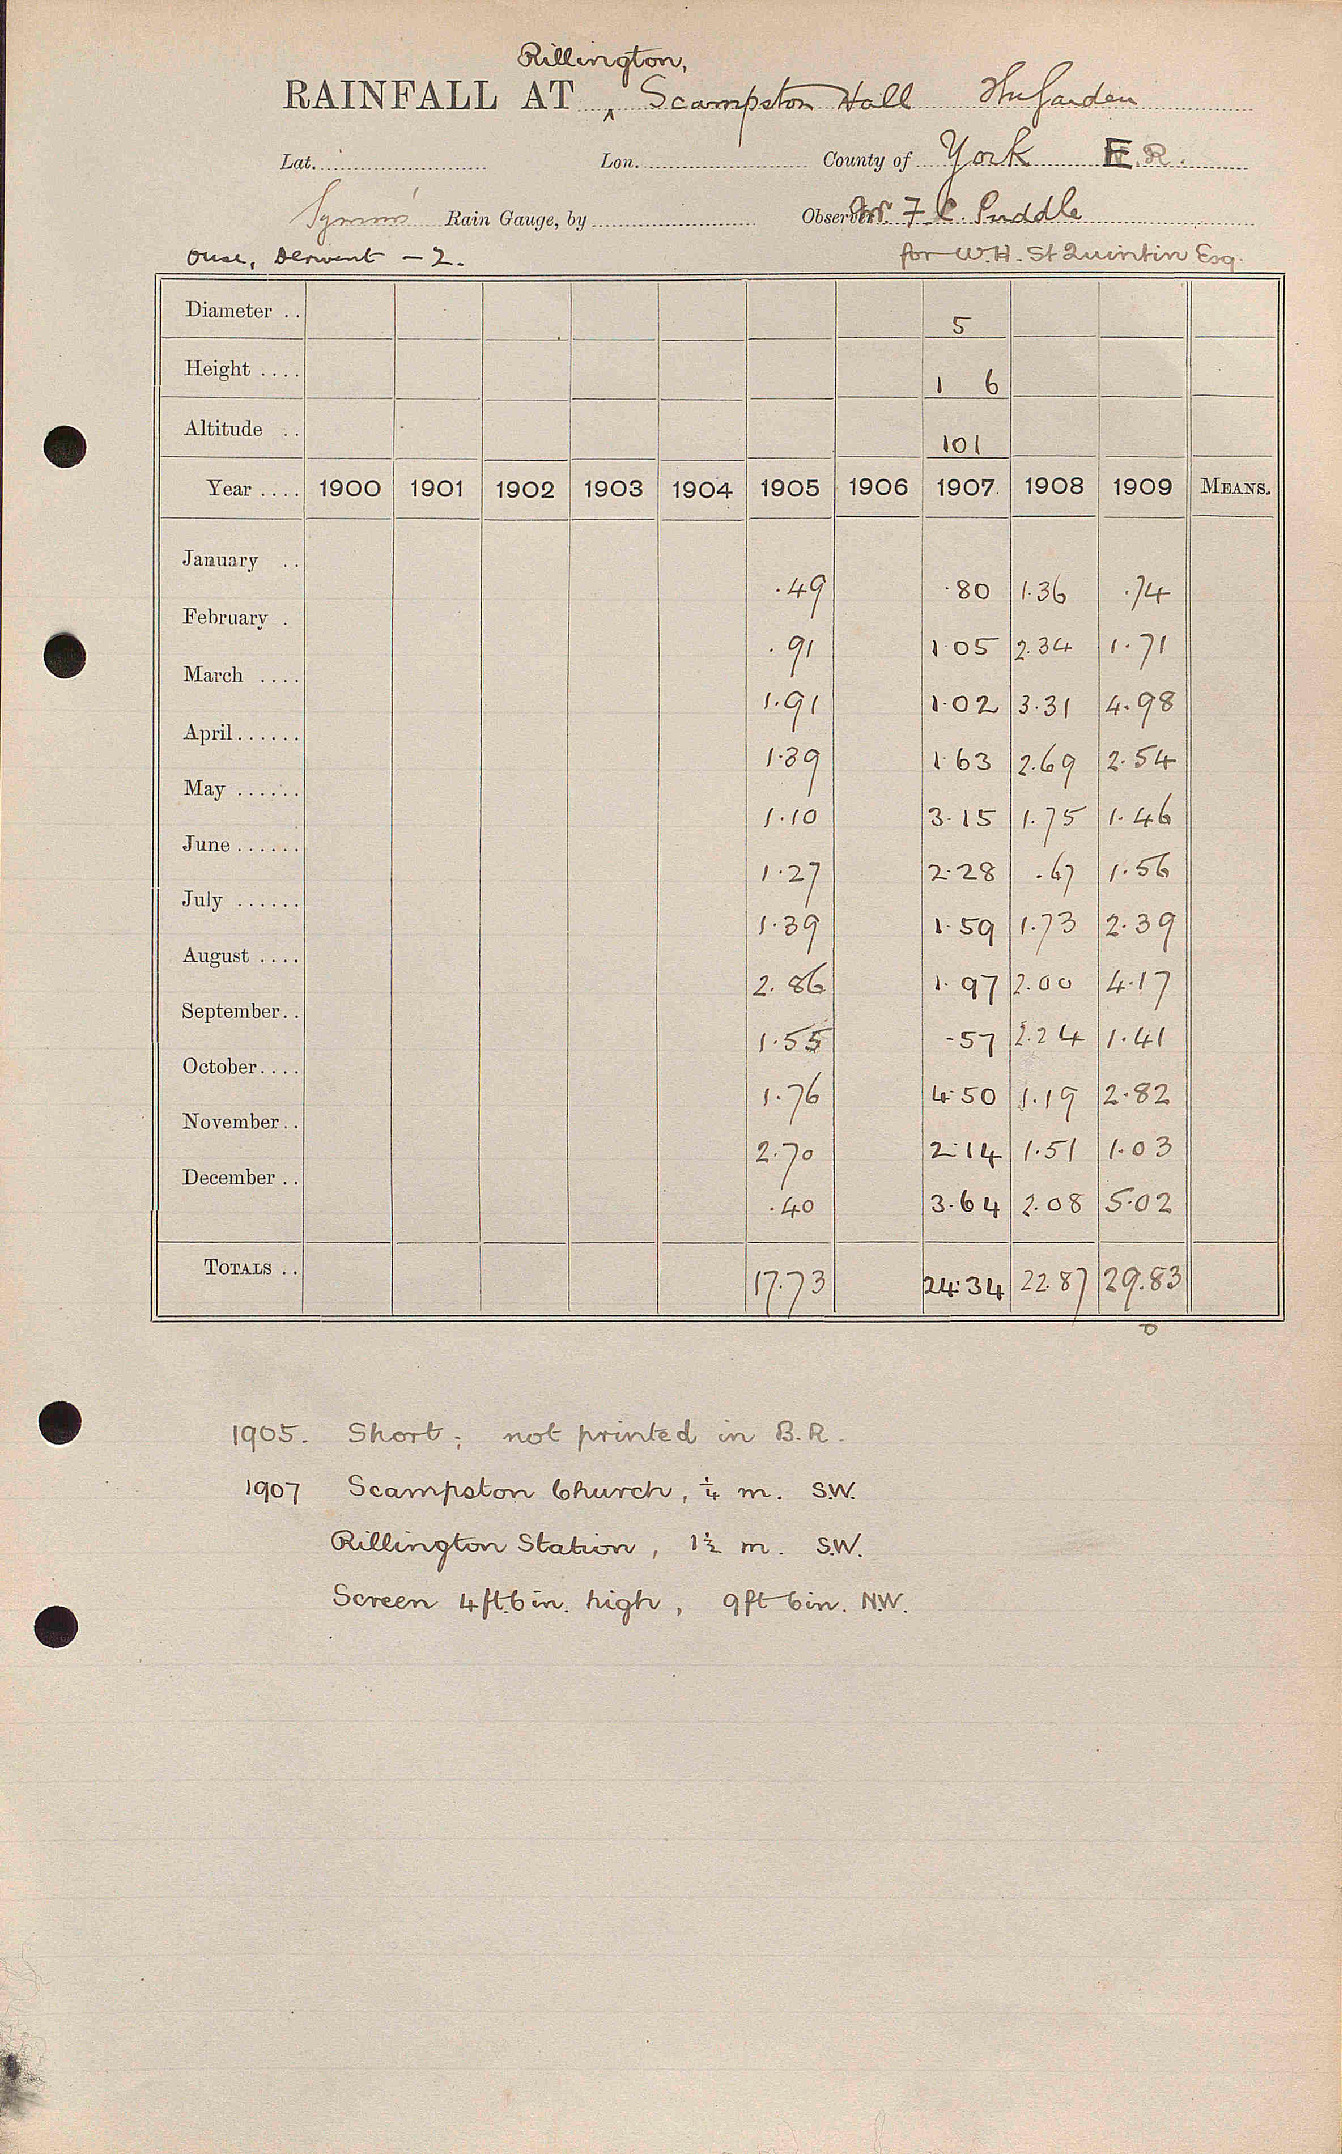 Rillington,
RAINFALL AT ‸ Scampston Hall The Garden
Lat. Lon. County of York E.R.
Symons' Rain Gauge, by Observer F C. Puddle
Ouse, Derwent - 2. for W.H. St Quintin Esq.
Diameter .. 5
Height .... 1 6
Altitude .. 101
Year .... 1900 1901 1902 1903 1904 1905 1906 1907 1908 1909 MEANS.
January .. .49 .80 1.36 .74
February . .91 1.05 2.34 1.71
March .... 1.91 1.02 3.31 4.98
April...... 1.39 1.63 2.69 2.54
May ...... 1.10 3.15 1.75 1.46
June...... 1.27 2.28 .67 1.56
July ...... 1.39 1.59 1.73 2.39
August .... 2.86 1.97 2.00 4.17
September.. 1.55 .57 2.24 1.41
October.... 1.76 4.50 1.19 2.82
November.. 2.70 2.14 1.51 1.03
December .. .40 3.64 2.08 5.02
TOTALS .. 17.73 24.34 22.87 29.83
1905. Short; not printed in B.R.
1907 Scampston Church, ¼ m. S.W.
Rillington Station, 1½ m. S.W.
Screen 4ft.6in. high, 9ft 6in. N.W.